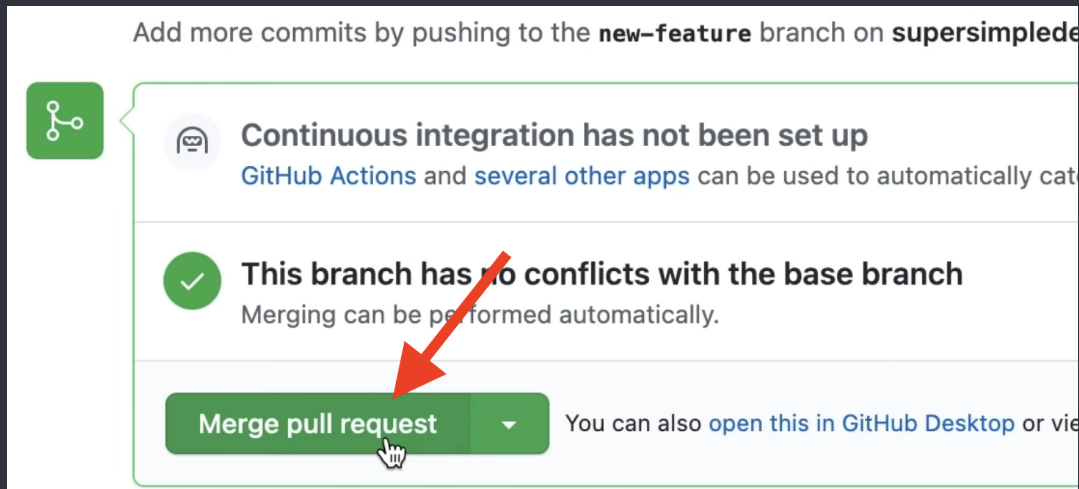 Add more commits by pushing to the new-feature branch on supersimplede
Continuous integration has not been set up
GitHub Actions and several other apps can be used to automatically cat
This branch has no conflicts with the base branch
Merging can be performed automatically.
Merge pull request
You can also open this in GitHub Desktop or vie